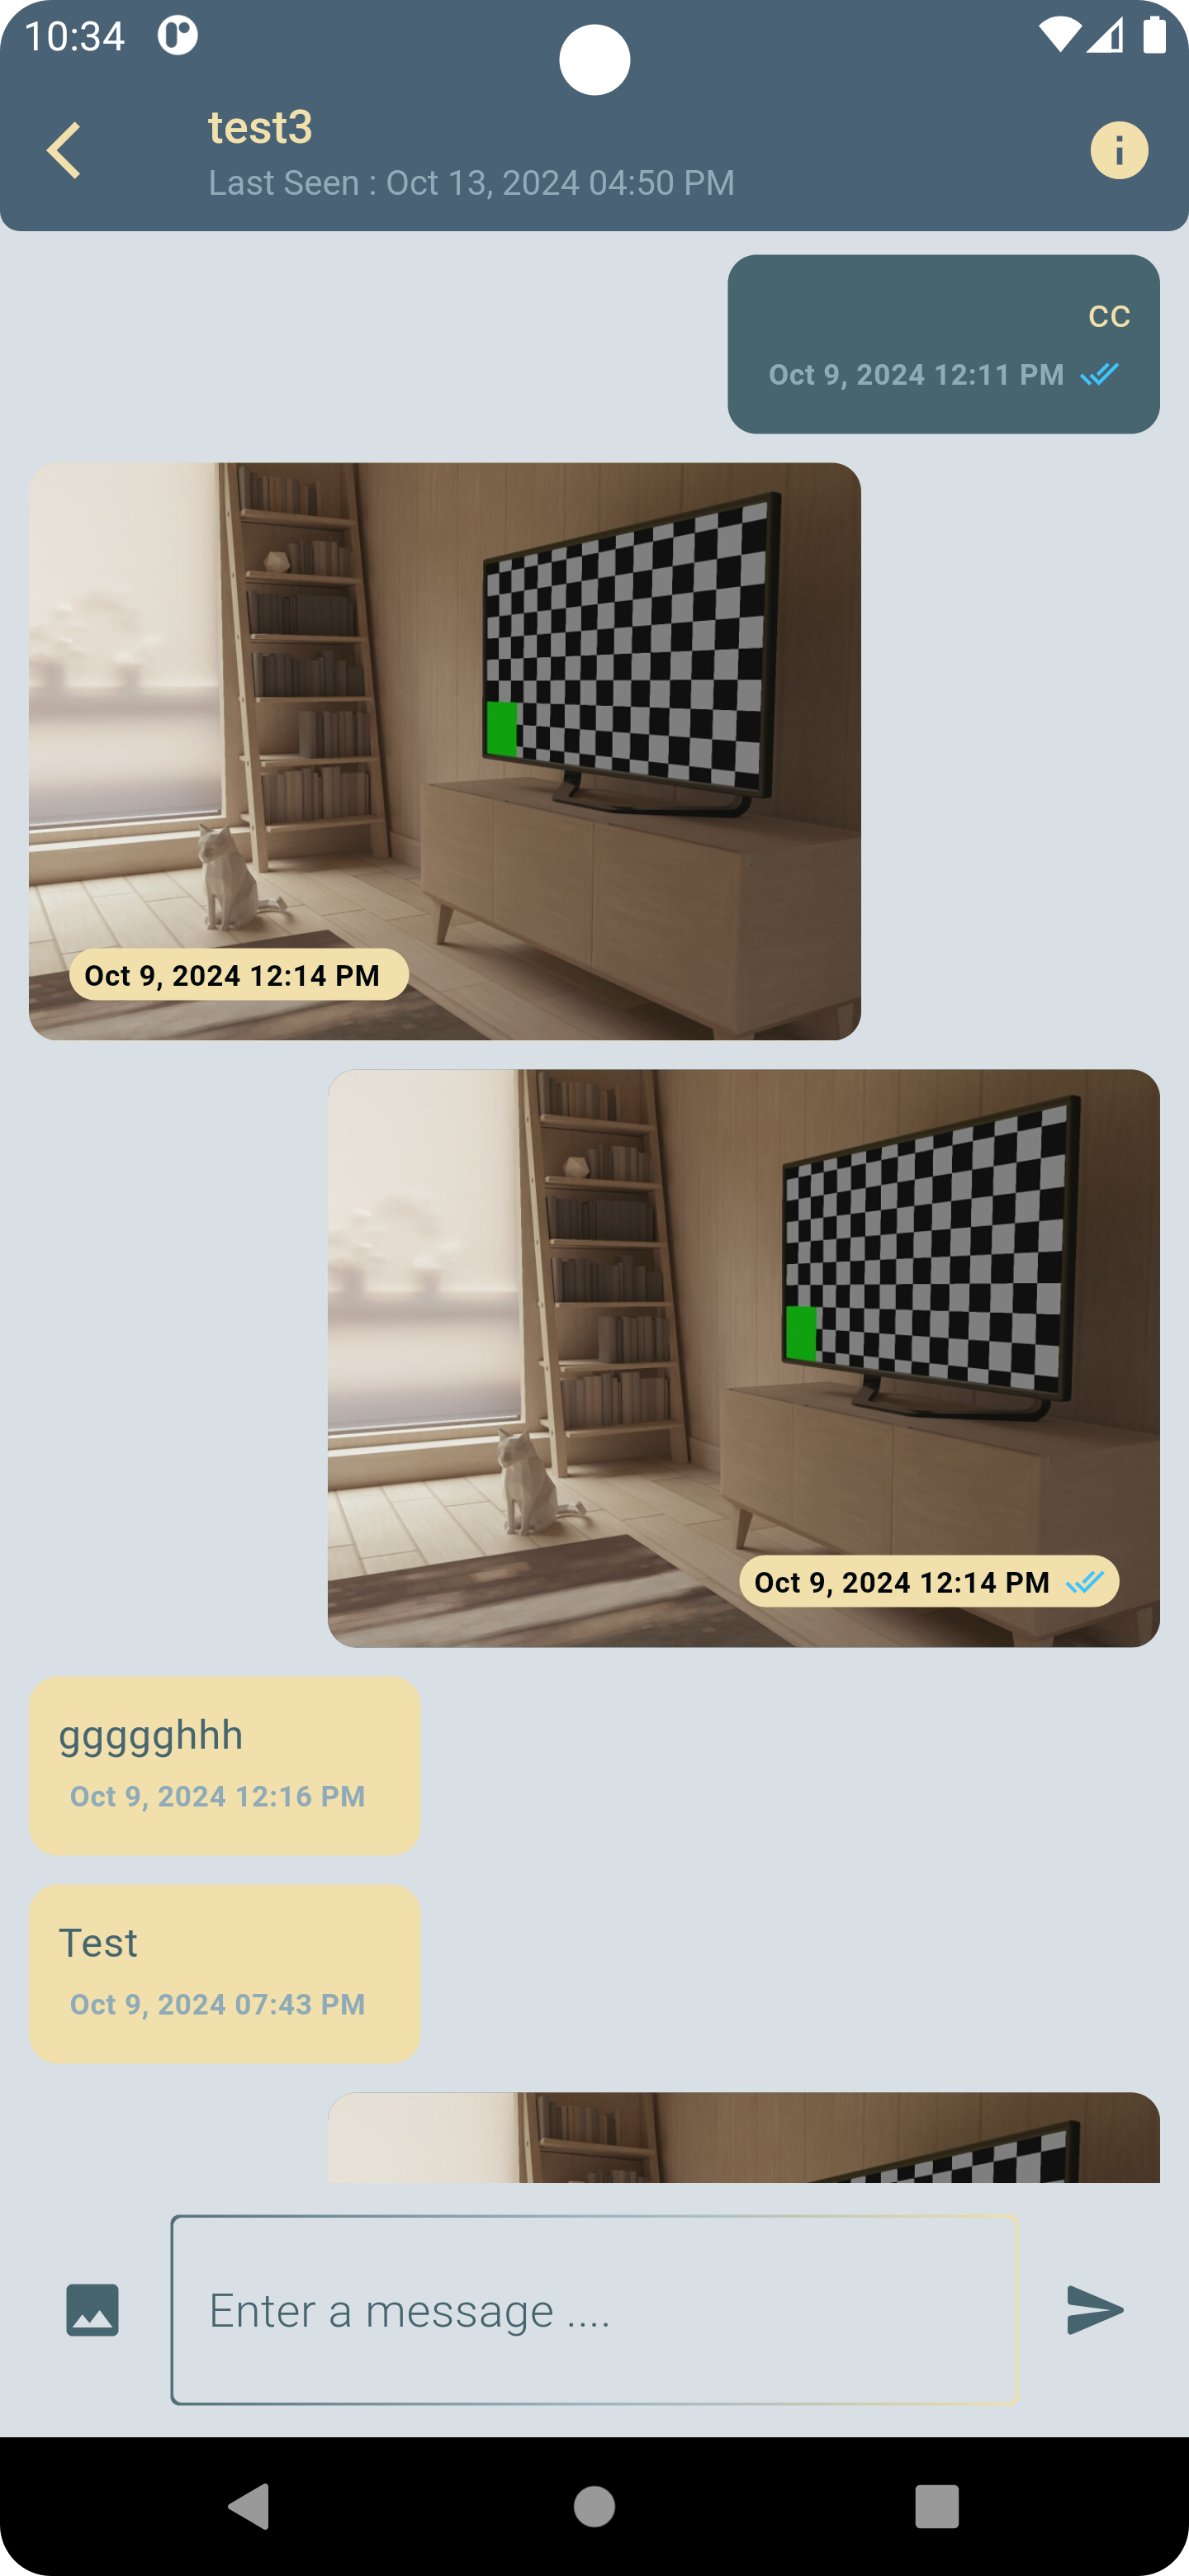 10:34
test3
Last Seen : Oct 13, 2024 04:50 PM
cc
Oct 9, 2024 12:11 PM
Oct 9, 2024 12:14 PM
Oct 9, 2024 12:14 PM
ggggghhh
Oct 9, 2024 12:16 PM
Test
Oct 9, 2024 07:43 PM
Enter a message ....